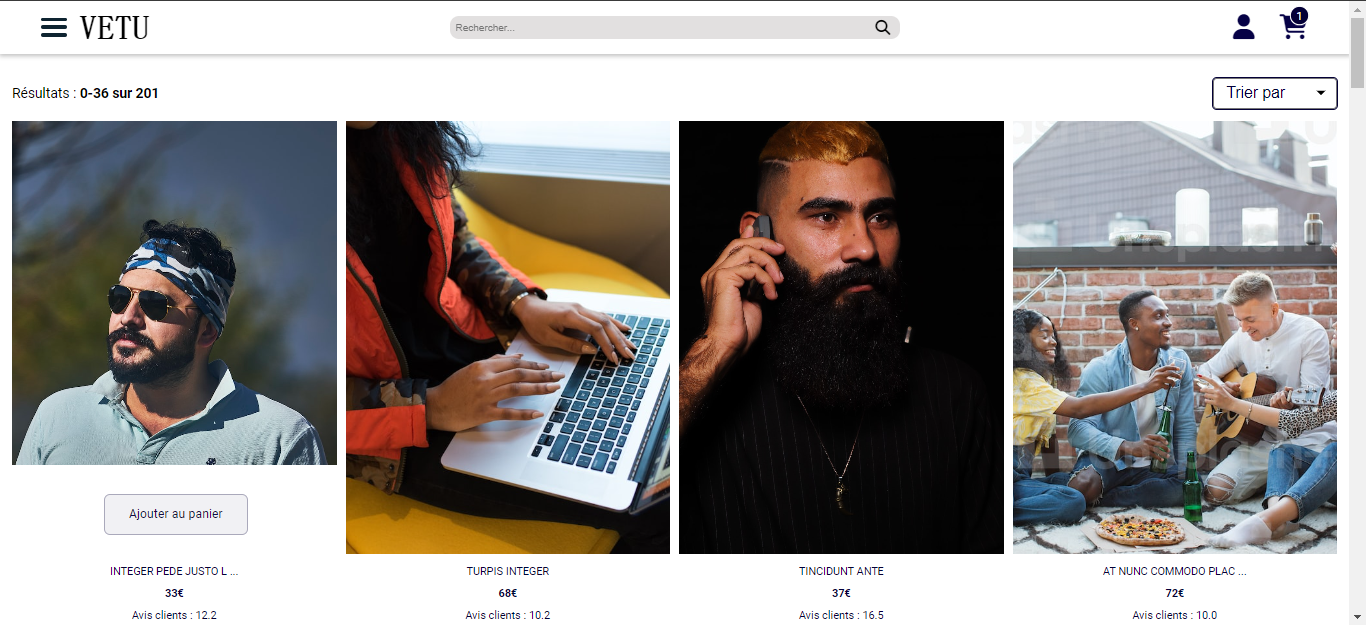 VETU
Rechercher...
1
Résultats : 0-36 sur 201
Trier par
Ajouter au panier
INTEGER PEDE JUSTO L ...
33€
Avis clients : 12.2
TURPIS INTEGER
68€
Avis clients : 10.2
TINCIDUNT ANTE
37€
Avis clients : 16.5
AT NUNC COMMODO PLAC ...
72€
Avis clients : 10.0